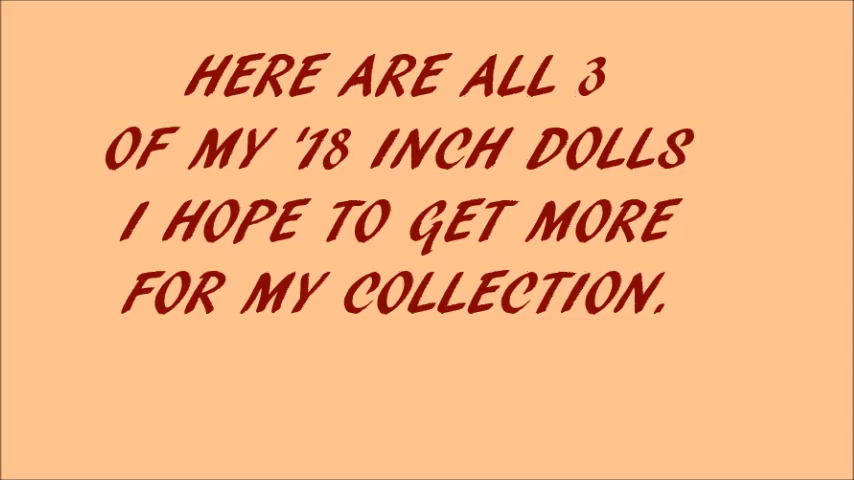 HERE ARE ALL 3
OF MY '18 INCH DOLLS
I HOPE TO GET MORE
FOR MY COLLECTION.